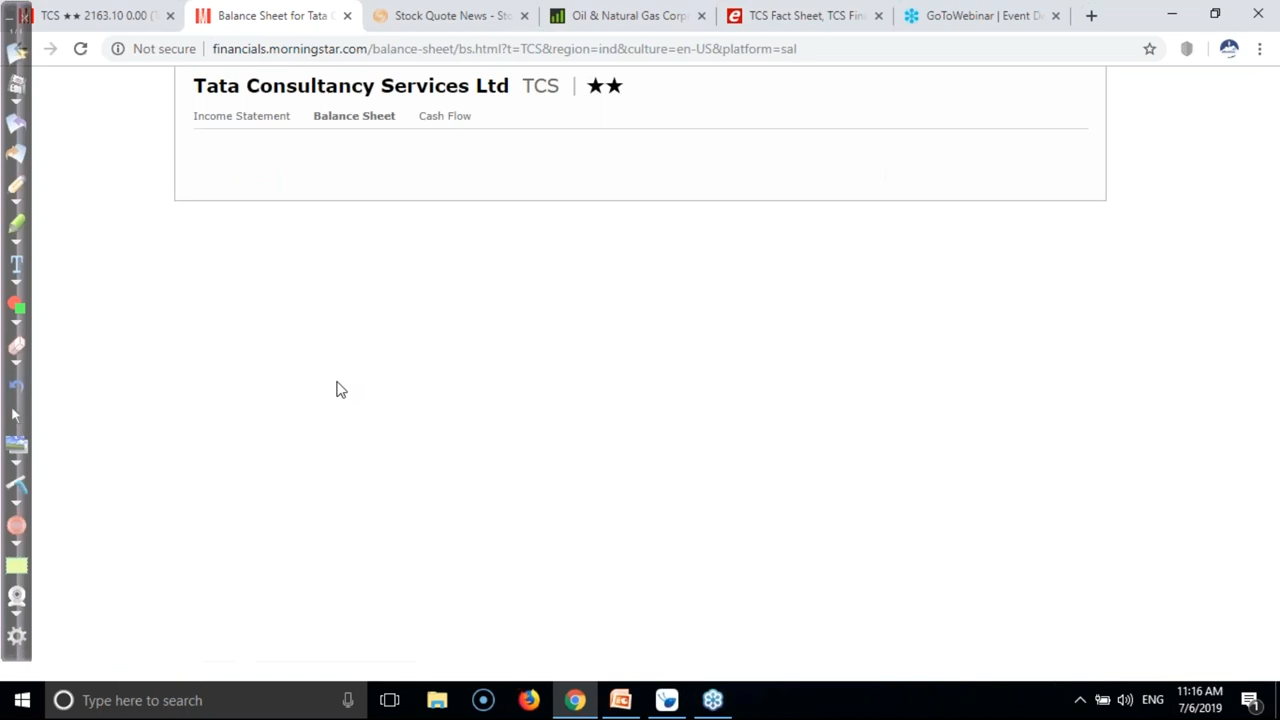 TCS ★★ 2163.10 0.00 (
Balance Sheet for Tata
Stock Quote News - Sto
Oil & Natural Gas Corp
TCS Fact Sheet, TCS Fin
GoToWebinar | Event D
Not secure
financials.morningstar.com/balance-sheet/bs.html?t=TCS&region=ind&culture=en-US&platform=sal
Tata Consultancy Services Ltd TCS | ★★
Income Statement Balance Sheet Cash Flow
Type here to search
ENG
11:16 AM
7/6/2019